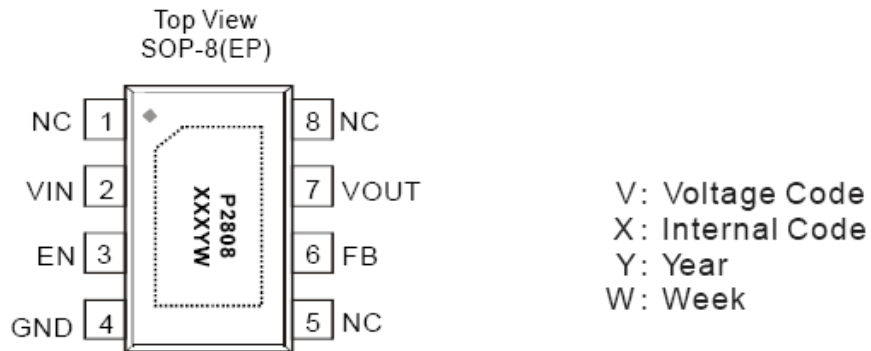 Top View
SOP-8(EP)
NC 1
8 NC
VIN 2
7 VOUT
EN 3
6 FB
GND 4
5 NC
P2808
XXXYW
V: Voltage Code
X: Internal Code
Y: Year
W: Week